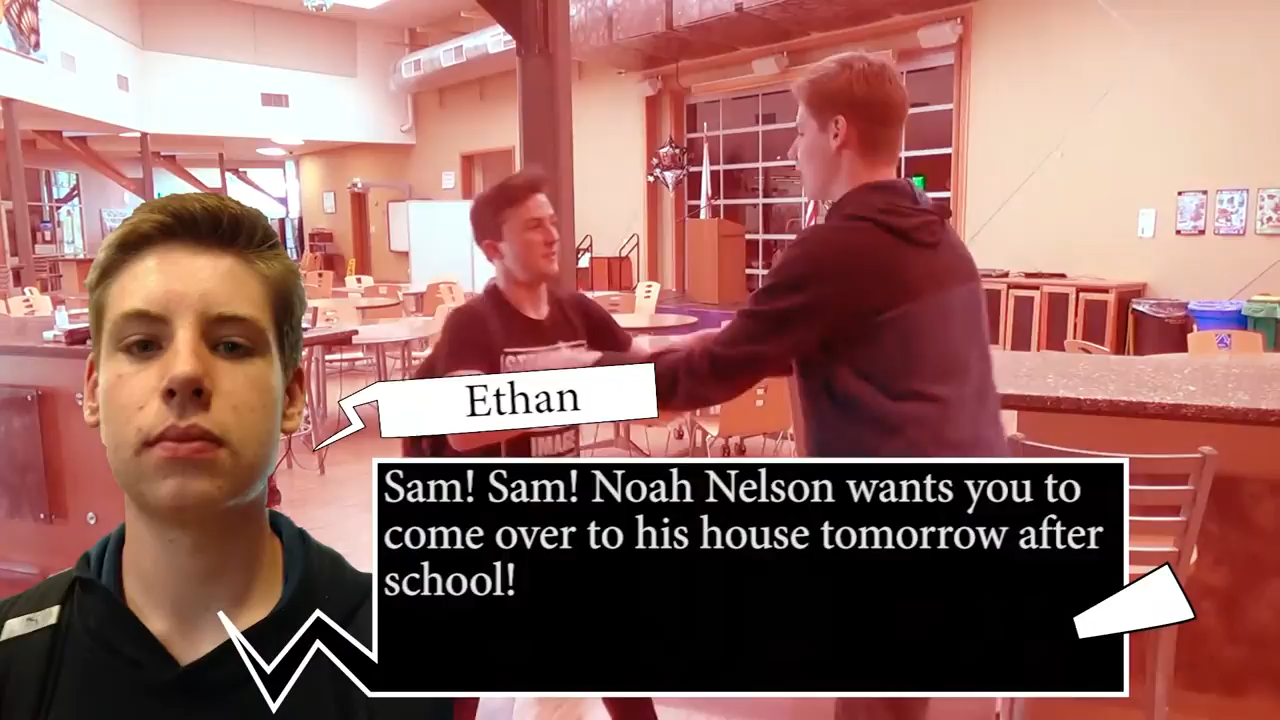 Ethan
Sam! Sam! Noah Nelson wants you to
come over to his house tomorrow after
school!